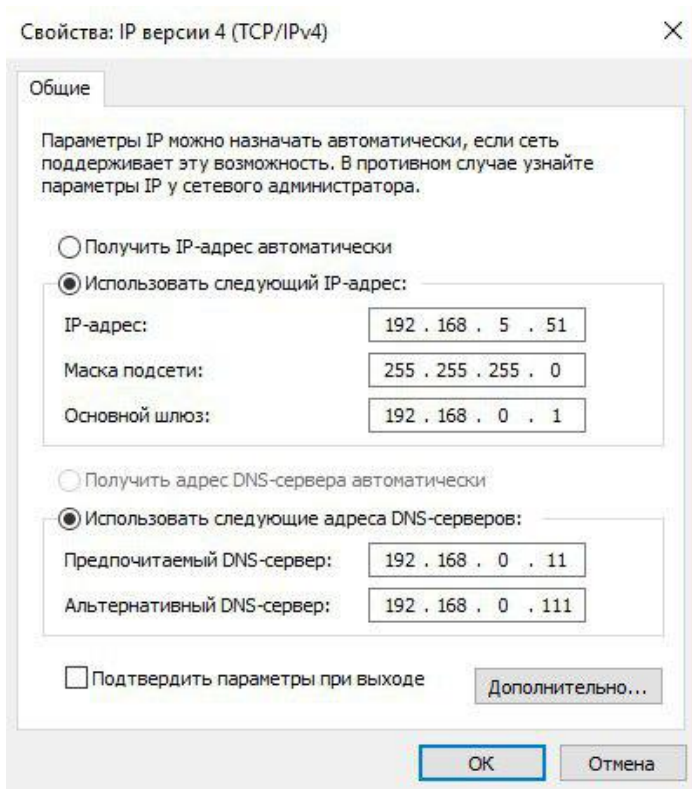 Свойства: IP версии 4 (TCP/IPv4)
Общие
Параметры IP можно назначать автоматически, если сеть
поддерживает эту возможность. В противном случае узнайте
параметры IP у сетевого администратора.
Получить IP-адрес автоматически
Использовать следующий IP-адрес:
IP-адрес: 192 . 168 . 5 . 51
Маска подсети: 255 . 255 . 255 . 0
Основной шлюз: 192 . 168 . 0 . 1
Получить адрес DNS-сервера автоматически
Использовать следующие адреса DNS-серверов:
Предпочитаемый DNS-сервер: 192 . 168 . 0 . 11
Альтернативный DNS-сервер: 192 . 168 . 0 . 111
Подтвердить параметры при выходе
Дополнительно...
ОК
Отмена